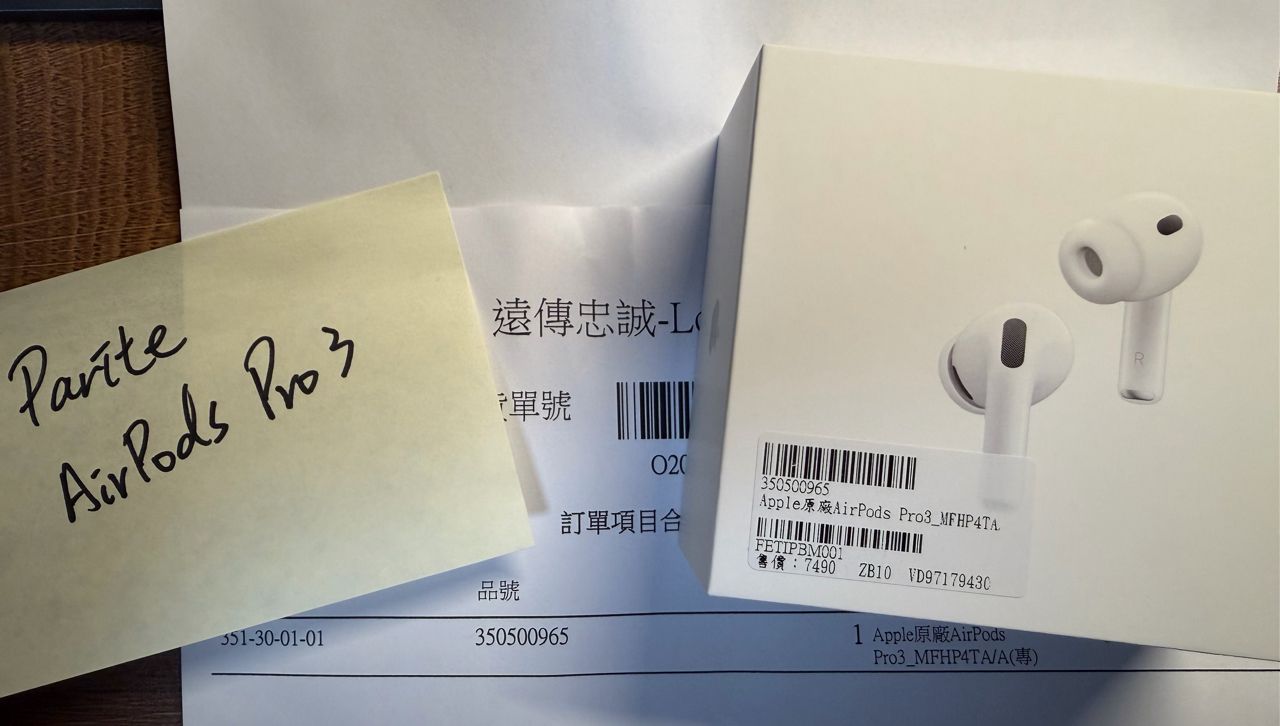 Parite
AirPods Pro 3
遠傳忠誠-Lo
單號
O20
訂單項目合
品號
351-30-01-01
350500965
1
Apple原廠AirPods
Pro3_MFHP4TA/A(專)
R
350500965
Apple原廠AirPods Pro3_MFHP4TA
FETIPBM001
售價：7490 ZB10 VD97179430